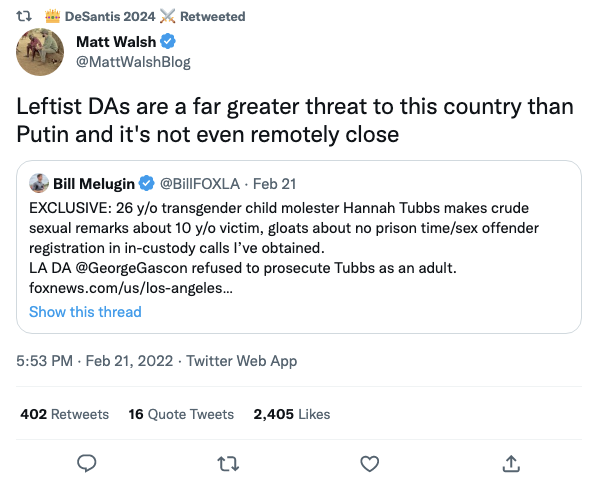 👑 DeSantis 2024 ⚔️ Retweeted
Matt Walsh
@MattWalshBlog
Leftist DAs are a far greater threat to this country than
Putin and it's not even remotely close
Bill Melugin @BillFOXLA · Feb 21
EXCLUSIVE: 26 y/o transgender child molester Hannah Tubbs makes crude
sexual remarks about 10 y/o victim, gloats about no prison time/sex offender
registration in in-custody calls I've obtained.
LA DA @GeorgeGascon refused to prosecute Tubbs as an adult.
foxnews.com/us/los-angeles…
Show this thread
5:53 PM · Feb 21, 2022 · Twitter Web App
402 Retweets 16 Quote Tweets 2,405 Likes